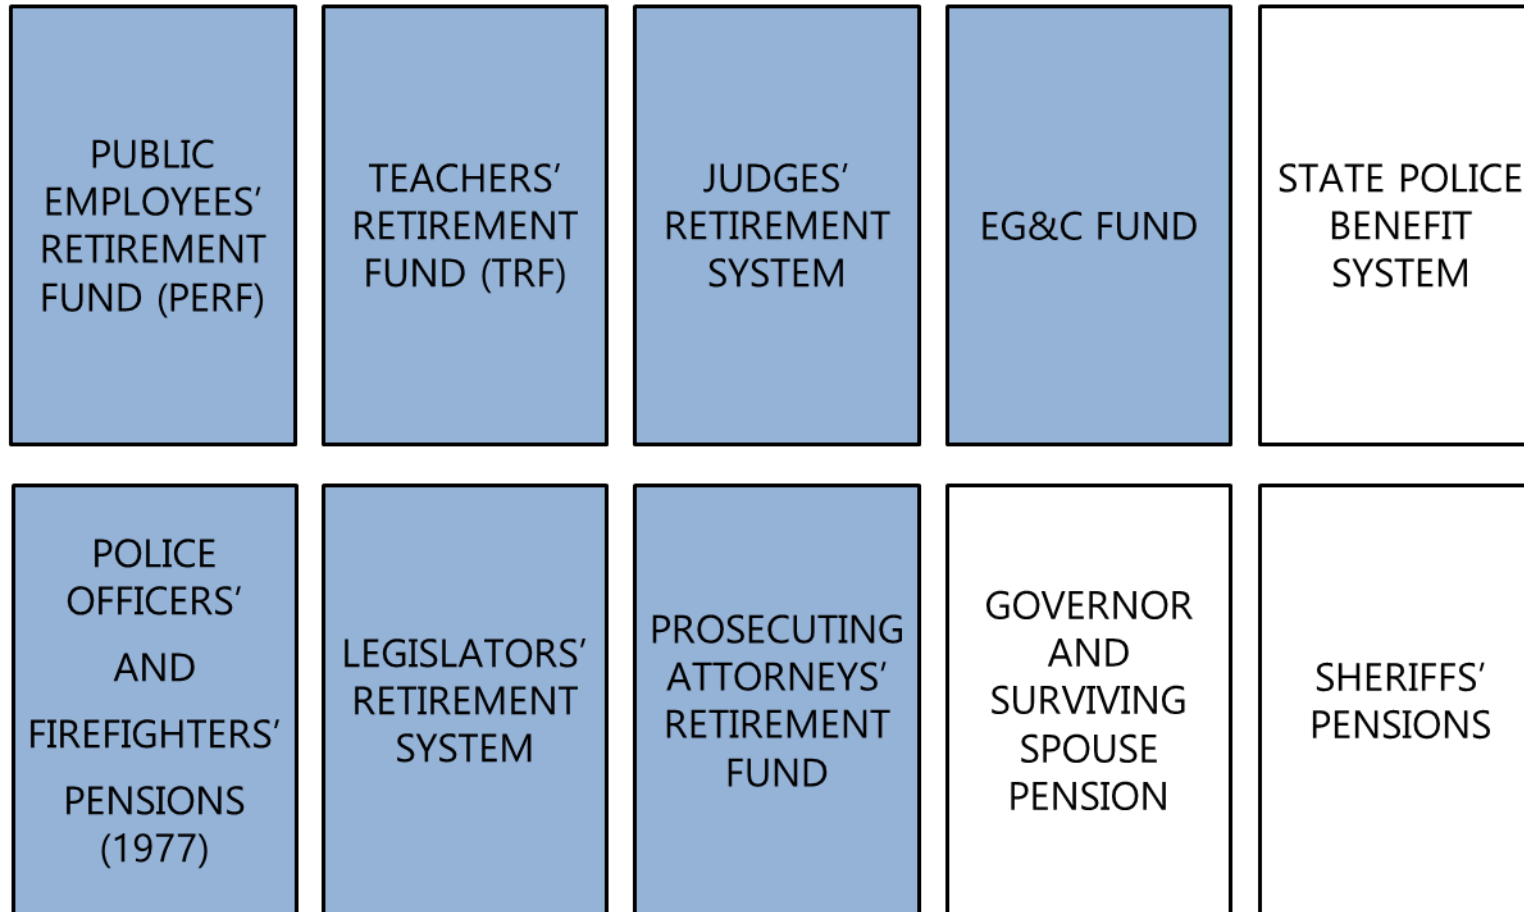 PUBLIC
EMPLOYEES’
RETIREMENT
FUND (PERF)
TEACHERS’
RETIREMENT
FUND (TRF)
JUDGES’
RETIREMENT
SYSTEM
EG&C FUND
STATE POLICE
BENEFIT
SYSTEM
POLICE
OFFICERS’
AND
FIREFIGHTERS’
PENSIONS
(1977)
LEGISLATORS’
RETIREMENT
SYSTEM
PROSECUTING
ATTORNEYS’
RETIREMENT
FUND
GOVERNOR
AND
SURVIVING
SPOUSE
PENSION
SHERIFFS’
PENSIONS